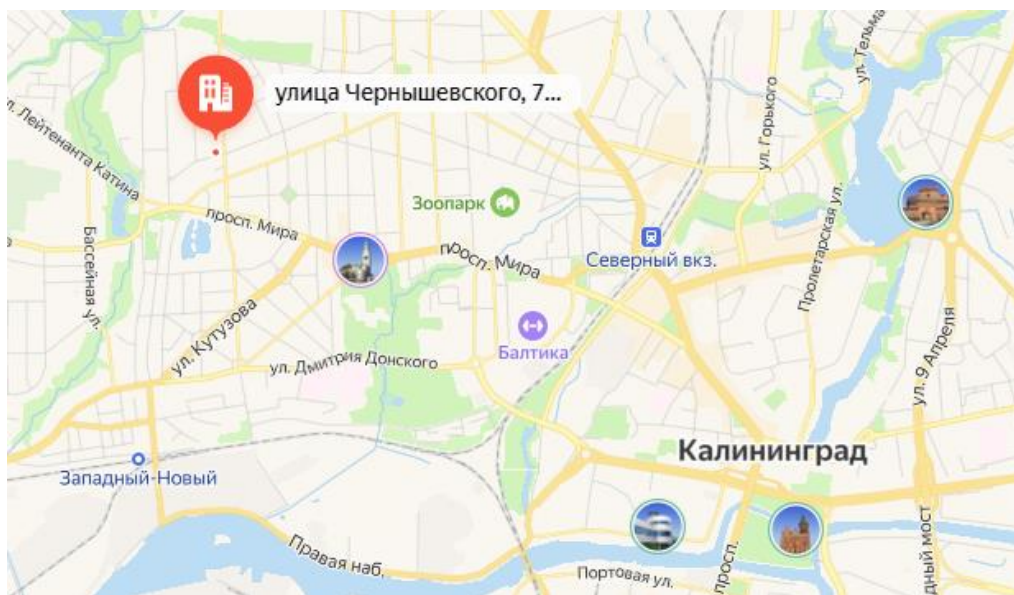 ул. Тельма
улица Чернышевского, 7...
л. Лейтенанта Катина
ул. Горького
Зоопарк
просп. Мира
просп. Мира
Северный вкз.
Пролетарская ул.
Бассейная ул.
ул. Кутузова
Балтика
ул. Дмитрия Донского
ул. 9 Апреля
Калининград
Западный-Новый
Правая наб.
Портовая ул.
просп.
дный мост